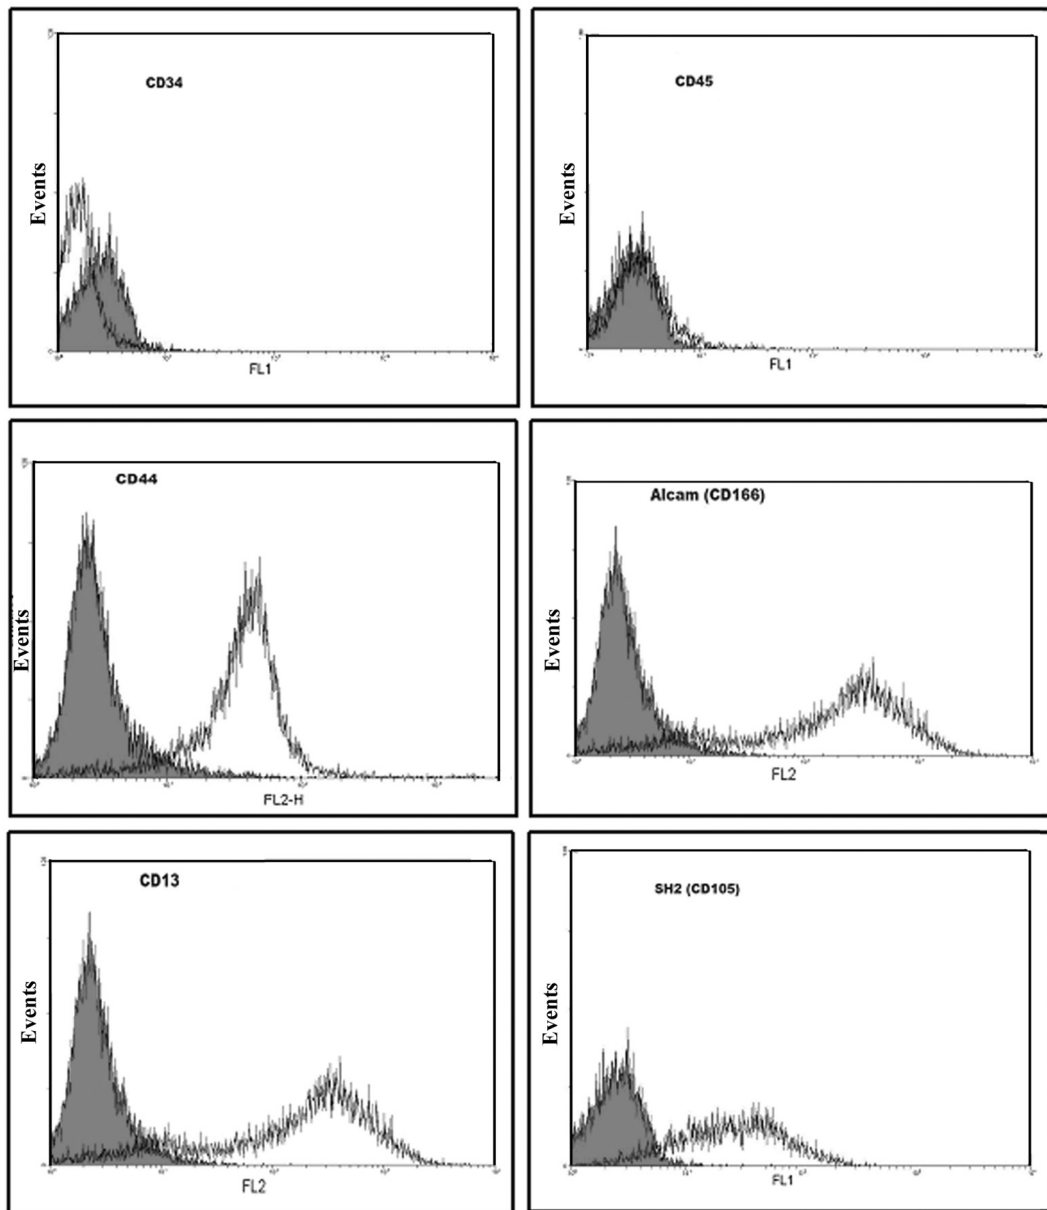 CD34
Events
FL1
CD45
Events
FL1
CD44
Events
FL2-H
Alcam (CD166)
Events
FL2
CD13
Events
FL2
SH2 (CD105)
Events
FL1